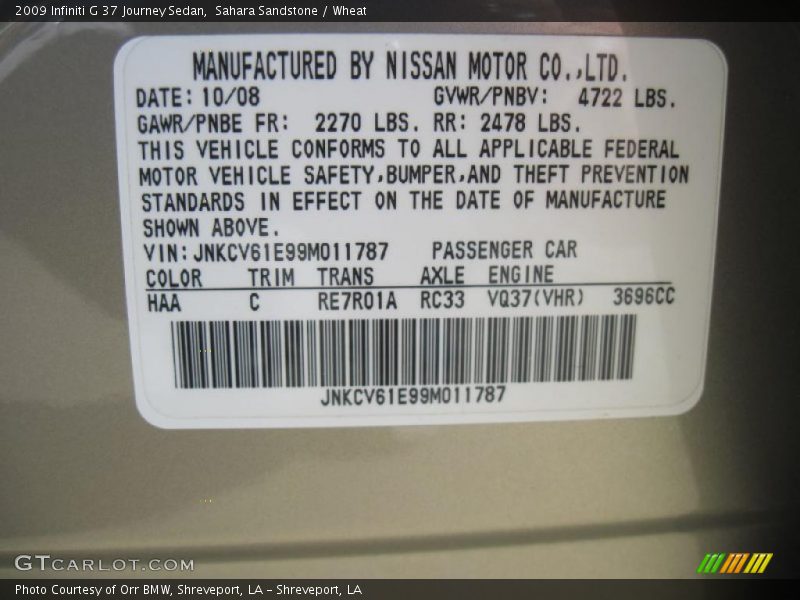 2009 Infiniti G 37 Journey Sedan, Sahara Sandstone / Wheat
MANUFACTURED BY NISSAN MOTOR CO.,LTD.
DATE: 10/08 GVWR/PNBV: 4722 LBS.
GAWR/PNBE FR: 2270 LBS. RR: 2478 LBS.
THIS VEHICLE CONFORMS TO ALL APPLICABLE FEDERAL
MOTOR VEHICLE SAFETY,BUMPER,AND THEFT PREVENTION
STANDARDS IN EFFECT ON THE DATE OF MANUFACTURE
SHOWN ABOVE.
VIN: JNKCV61E99M011787 PASSENGER CAR
COLOR TRIM TRANS AXLE ENGINE
HAA C RE7R01A RC33 VQ37(VHR) 3696CC
JNKCV61E99M011787
GTCARLOT.COM
Photo Courtesy of Orr BMW, Shreveport, LA - Shreveport, LA